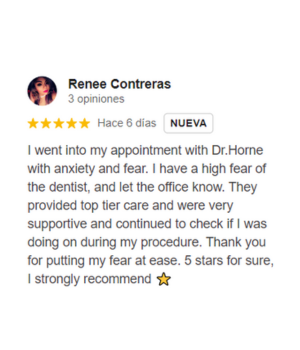 Renee Contreras
3 opiniones
Hace 6 días NUEVA
I went into my appointment with Dr.Horne
with anxiety and fear. I have a high fear of
the dentist, and let the office know. They
provided top tier care and were very
supportive and continued to check if I was
doing on during my procedure. Thank you
for putting my fear at ease. 5 stars for sure,
I strongly recommend